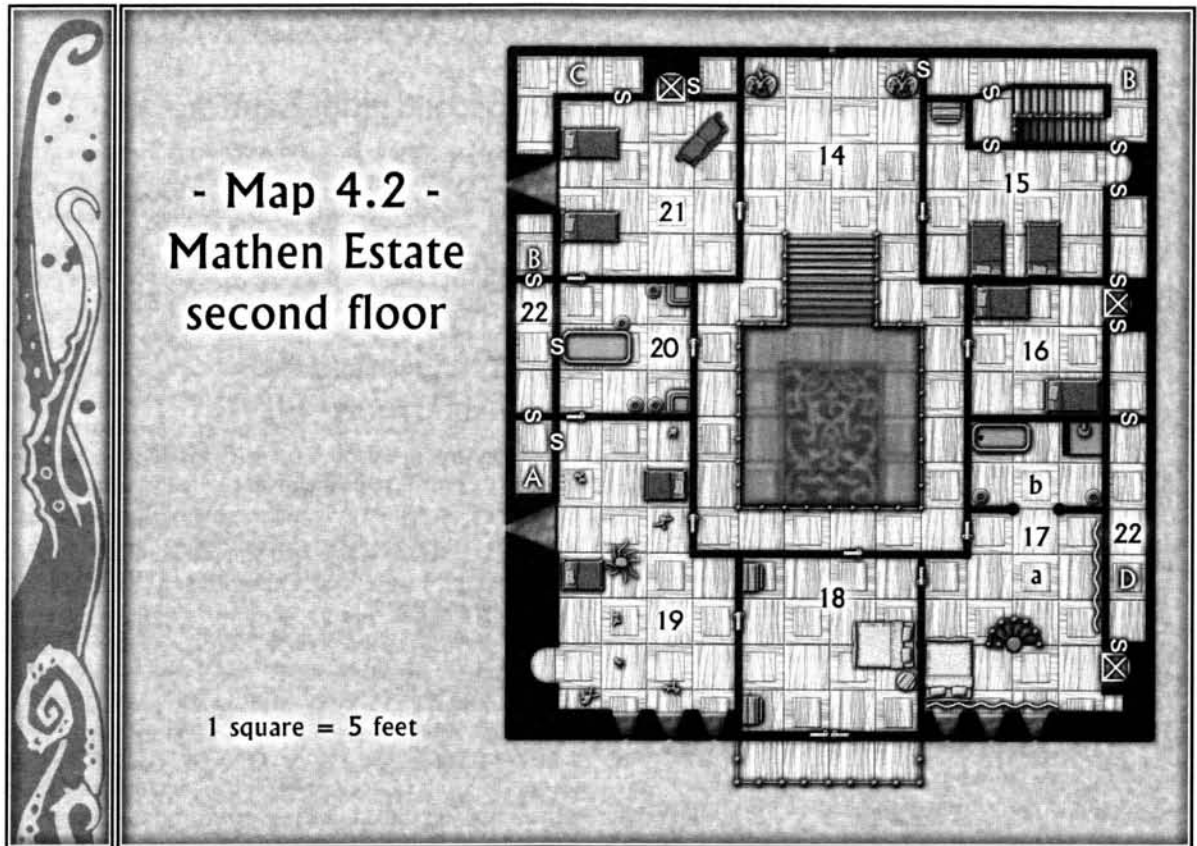 - Map 4.2 -
Mathen Estate
second floor
1 square = 5 feet
C
S
B
S
S
S
14
S
S
15
S
21
B
S
S
22
S
20
16
S
S
S
S
A
b
17
22
a
D
18
19
S